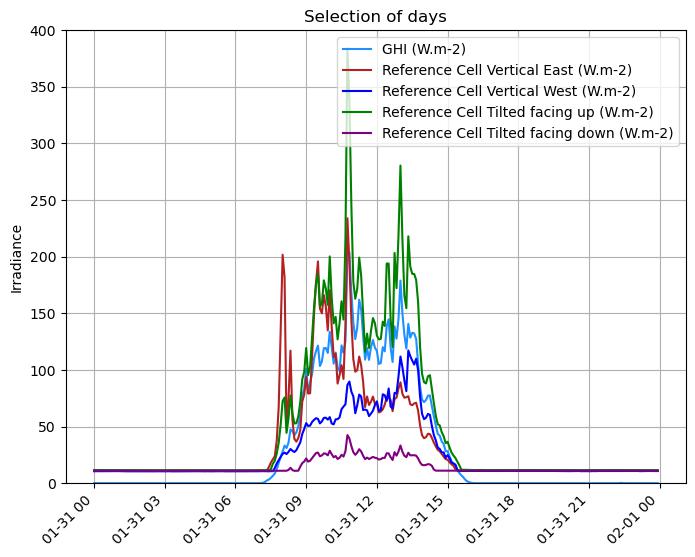 Selection of days
GHI (W.m-2)
Reference Cell Vertical East (W.m-2)
Reference Cell Vertical West (W.m-2)
Reference Cell Tilted facing up (W.m-2)
Reference Cell Tilted facing down (W.m-2)
Irradiance
400
350
300
250
200
150
100
50
0
01-31 00
01-31 03
01-31 06
01-31 09
01-31 12
01-31 15
01-31 18
01-31 21
02-01 00